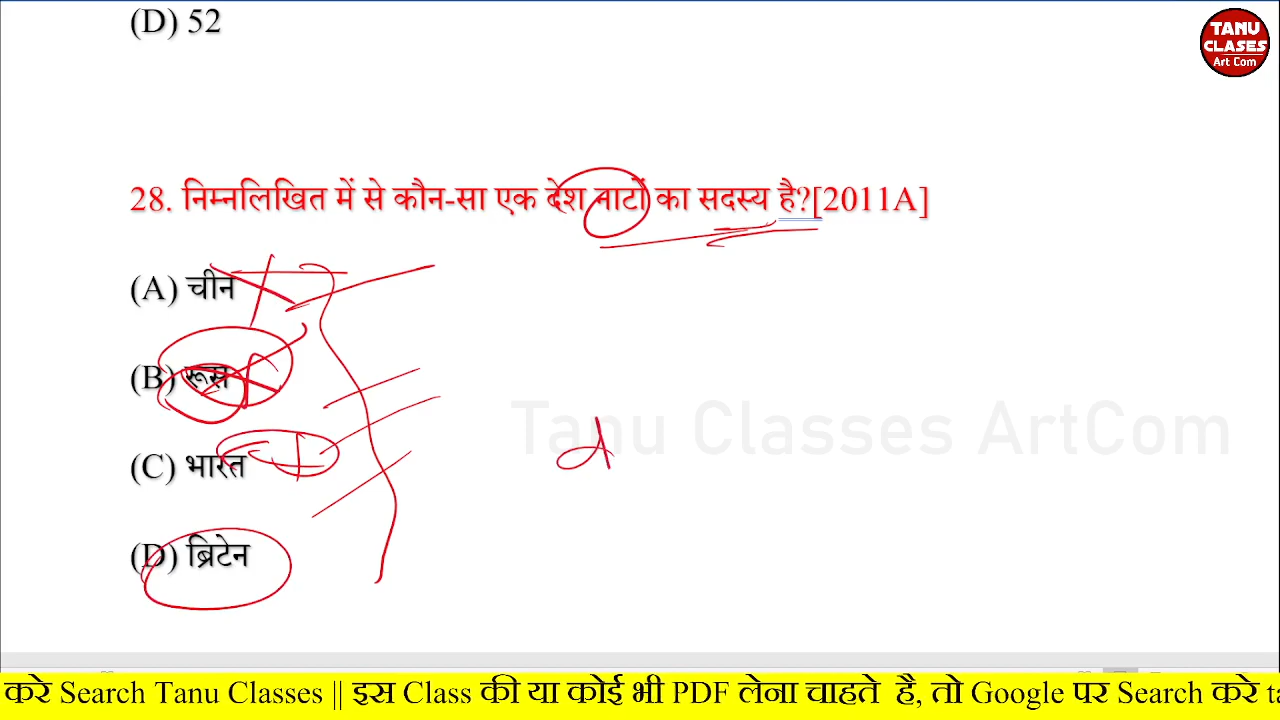 (D) 52
TANU
CLASES
Art Com
28. निम्नलिखित में से कौन-सा एक देश नाटों का सदस्य है?[2011A]
(A) चीन
(B) रूस
(C) भारत
Tanu Classes ArtCom
d
(D) ब्रिटेन
करे Search Tanu Classes || इस Class की या कोई भी PDF लेना चाहते है, तो Google पर Search करे ta